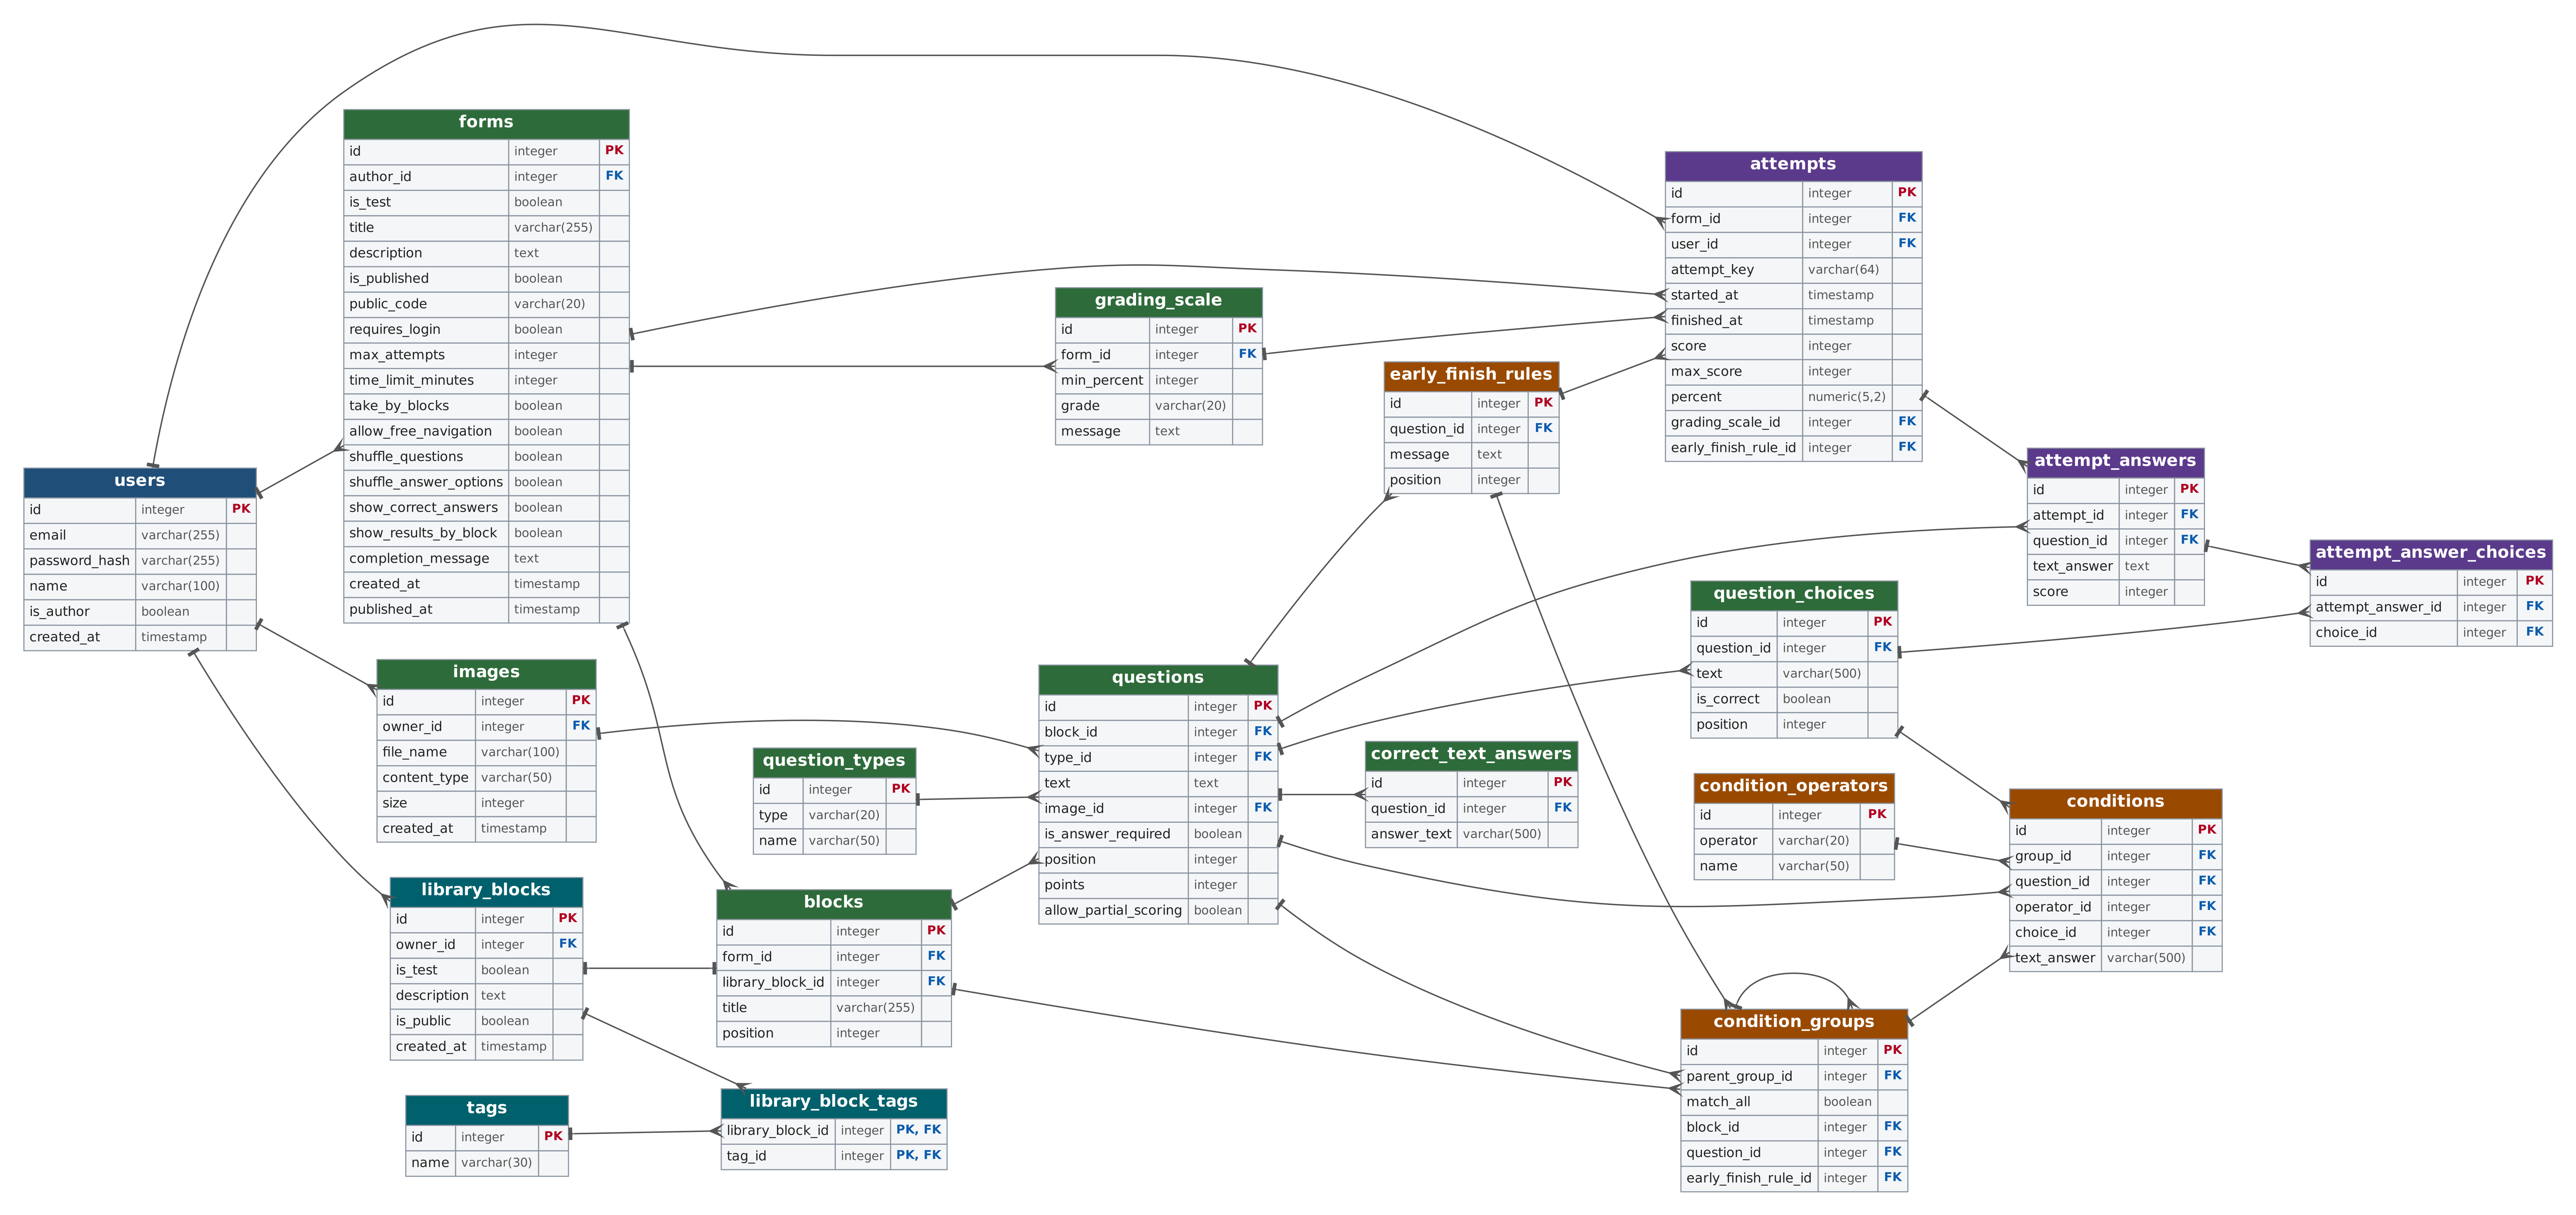 forms
id integer PK
author_id integer FK
is_test boolean
title varchar(255)
description text
is_published boolean
public_code varchar(20)
requires_login boolean
max_attempts integer
time_limit_minutes integer
take_by_blocks boolean
allow_free_navigation boolean
shuffle_questions boolean
shuffle_answer_options boolean
show_correct_answers boolean
show_results_by_block boolean
completion_message text
created_at timestamp
published_at timestamp
attempts
id integer PK
form_id integer FK
user_id integer FK
attempt_key varchar(64)
started_at timestamp
finished_at timestamp
score integer
max_score integer
percent numeric(5,2)
grading_scale_id integer FK
early_finish_rule_id integer FK
grading_scale
id integer PK
form_id integer FK
min_percent integer
grade varchar(20)
message text
early_finish_rules
id integer PK
question_id integer FK
message text
position integer
users
id integer PK
email varchar(255)
password_hash varchar(255)
name varchar(100)
is_author boolean
created_at timestamp
attempt_answers
id integer PK
attempt_id integer FK
question_id integer FK
text_answer text
score integer
attempt_answer_choices
id integer PK
attempt_answer_id integer FK
choice_id integer FK
question_choices
id integer PK
question_id integer FK
text varchar(500)
is_correct boolean
position integer
images
id integer PK
owner_id integer FK
file_name varchar(100)
content_type varchar(50)
size integer
created_at timestamp
questions
id integer PK
block_id integer FK
type_id integer FK
text text
image_id integer FK
is_answer_required boolean
position integer
points integer
allow_partial_scoring boolean
question_types
id integer PK
type varchar(20)
name varchar(50)
correct_text_answers
id integer PK
question_id integer FK
answer_text varchar(500)
condition_operators
id integer PK
operator varchar(20)
name varchar(50)
conditions
id integer PK
group_id integer FK
question_id integer FK
operator_id integer FK
choice_id integer FK
text_answer varchar(500)
library_blocks
id integer PK
owner_id integer FK
is_test boolean
description text
is_public boolean
created_at timestamp
blocks
id integer PK
form_id integer FK
library_block_id integer FK
title varchar(255)
position integer
condition_groups
id integer PK
parent_group_id integer FK
match_all boolean
block_id integer FK
question_id integer FK
early_finish_rule_id integer FK
tags
id integer PK
name varchar(30)
library_block_tags
library_block_id integer PK, FK
tag_id integer PK, FK